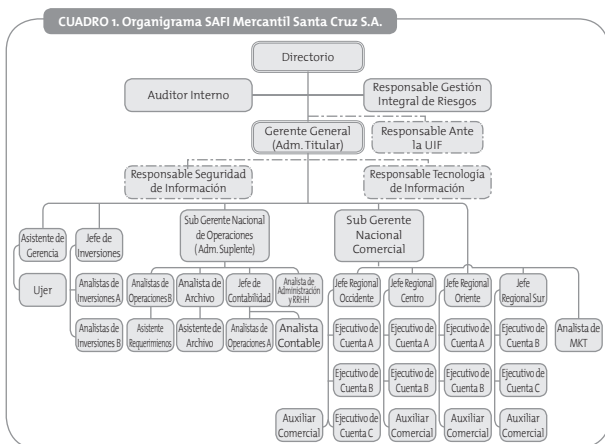 CUADRO 1. Organigrama SAFI Mercantil Santa Cruz S.A.
Directorio
Auditor Interno
Responsable Gestión
Integral de Riesgos
Gerente General
(Adm. Titular)
Responsable Ante
la UIF
Responsable Seguridad
de Información
Responsable Tecnología
de Información
Asistente de
Gerencia
Jefe de
Inversiones
Sub Gerente Nacional
de Operaciones
(Adm. Suplente)
Sub Gerente
Nacional
Comercial
Ujer
Analistas de
Inversiones A
Analistas de
Operaciones B
Analista de
Archivo
Jefe de
Contabilidad
Analista de
Administración
y RRHH
Jefe Regional
Occidente
Jefe Regional
Centro
Jefe Regional
Oriente
Jefe
Regional Sur
Analistas de
Inversiones B
Asistente
Requerimienos
Asistente de
Archivo
Analistas de
Operaciones A
Analista
Contable
Ejecutivo de
Cuenta A
Ejecutivo de
Cuenta A
Ejecutivo de
Cuenta A
Ejecutivo de
Cuenta B
Analista de
MKT
Ejecutivo de
Cuenta B
Ejecutivo de
Cuenta B
Ejecutivo de
Cuenta B
Ejecutivo de
Cuenta C
Auxiliar
Comercial
Ejecutivo de
Cuenta C
Auxiliar
Comercial
Auxiliar
Comercial
Auxiliar
Comercial